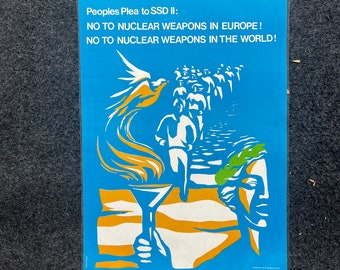 Peoples Plea to SSD II:
NO TO NUCLEAR WEAPONS IN EUROPE!
NO TO NUCLEAR WEAPONS IN THE WORLD!